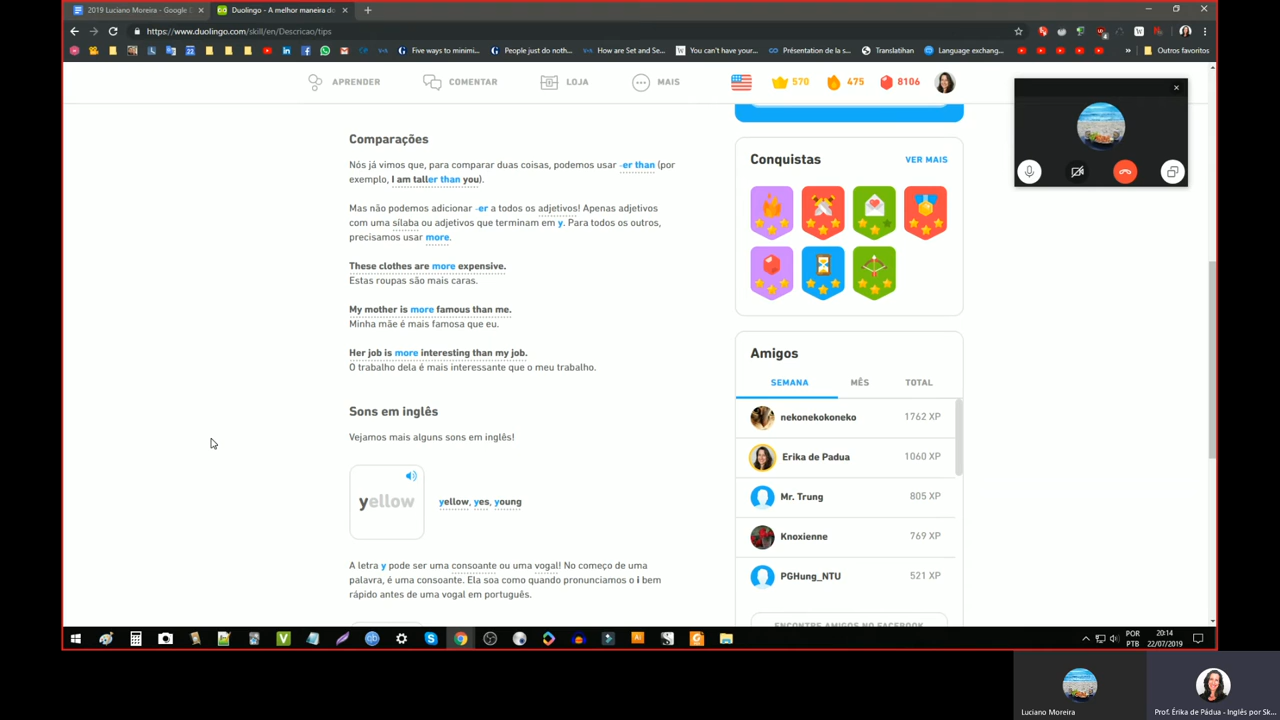 2019 Luciano Moreira - Google
Duolingo - A melhor maneira do
https://www.duolingo.com/skill/en/Descricao/tips
Five ways to minimi...
People just do noth...
How are Set and Se...
You can't have your...
Présentation de la s...
Translatihan
Language exchang...
Outros favoritos
APRENDER
COMENTAR
LOJA
MAIS
570
475
8106
Comparações
Nós já vimos que, para comparar duas coisas, podemos usar -er than (por
exemplo, I am taller than you).
Mas não podemos adicionar -er a todos os adjetivos! Apenas adjetivos
com uma sílaba ou adjetivos que terminam em y. Para todos os outros,
precisamos usar more.
These clothes are more expensive.
Estas roupas são mais caras.
My mother is more famous than me.
Minha mãe é mais famosa que eu.
Her job is more interesting than my job.
O trabalho dela é mais interessante que o meu trabalho.
Sons em inglês
Vejamos mais alguns sons em inglês!
yellow
yellow, yes, young
A letra y pode ser uma consoante ou uma vogal! No começo de uma
palavra, é uma consoante. Ela soa como quando pronunciamos o i bem
rápido antes de uma vogal em português.
Conquistas
VER MAIS
Amigos
SEMANA
MÊS
TOTAL
nekonekokoneko 1762 XP
Erika de Padua 1060 XP
Mr. Trung 805 XP
Knoxienne 769 XP
PGHung_NTU 521 XP
ENCONTRE AMIGOS NO FACEBOOK
POR
PTB
20:14
22/07/2019
Luciano Moreira
Prof. Érika de Pádua - Inglês por Sk...